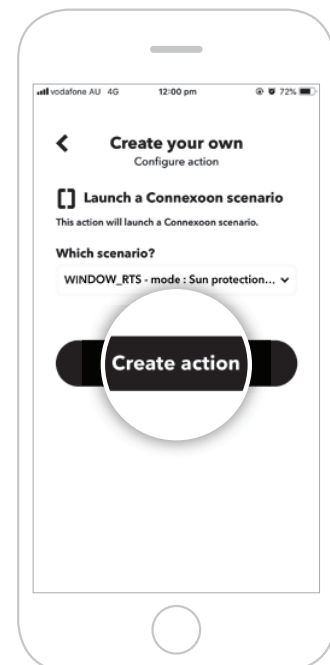 vodafone AU 4G 12:00 pm 72%
Create your own
Configure action
Launch a Connexoon scenario
This action will launch a Connexoon scenario.
Which scenario?
WINDOW_RTS - mode : Sun protection...
Create action